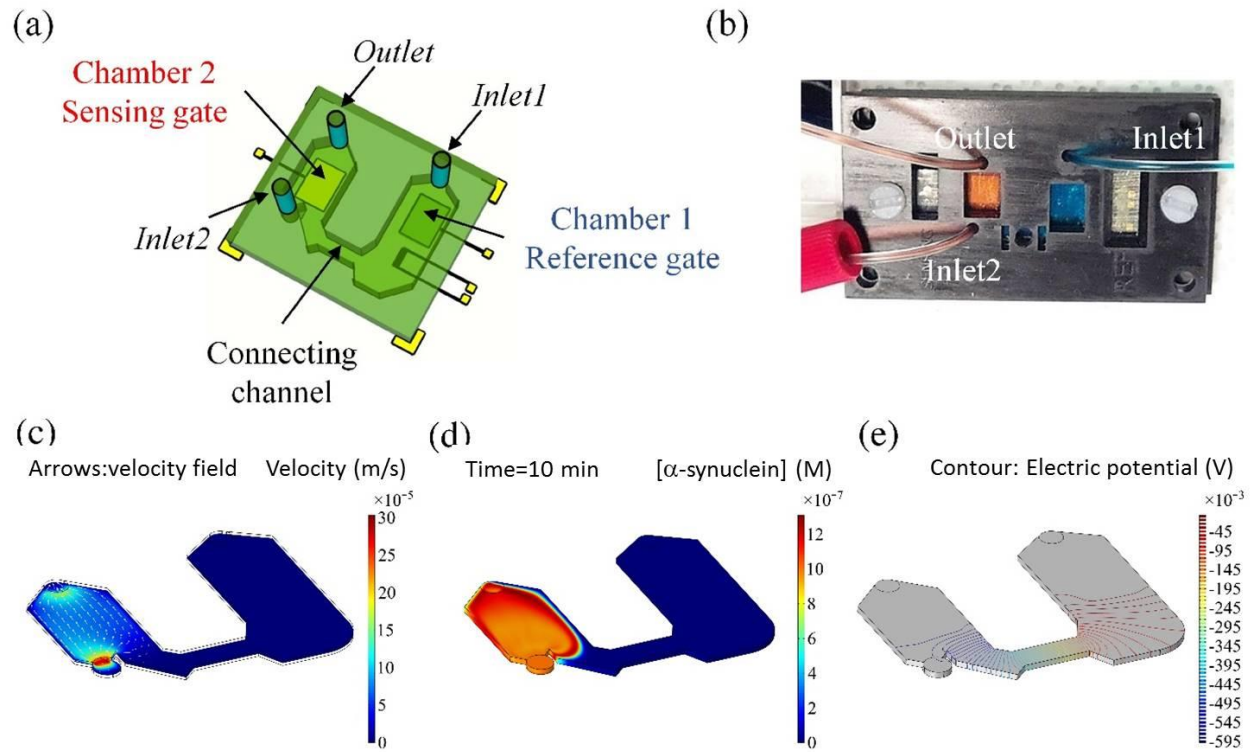 (a)
Outlet
Chamber 2
Sensing gate
Inlet1
Inlet2
Chamber 1
Reference gate
Connecting
channel
(b)
Outlet
Inlet1
Inlet2
(c)
Arrows:velocity field
Velocity (m/s)
×10⁻⁵
30
25
20
15
10
5
0
(d)
Time=10 min
[α-synuclein] (M)
×10⁻⁷
12
10
8
6
4
2
0
(e)
Contour: Electric potential (V)
×10⁻³
-45
-95
-145
-195
-245
-295
-345
-395
-445
-495
-545
-595